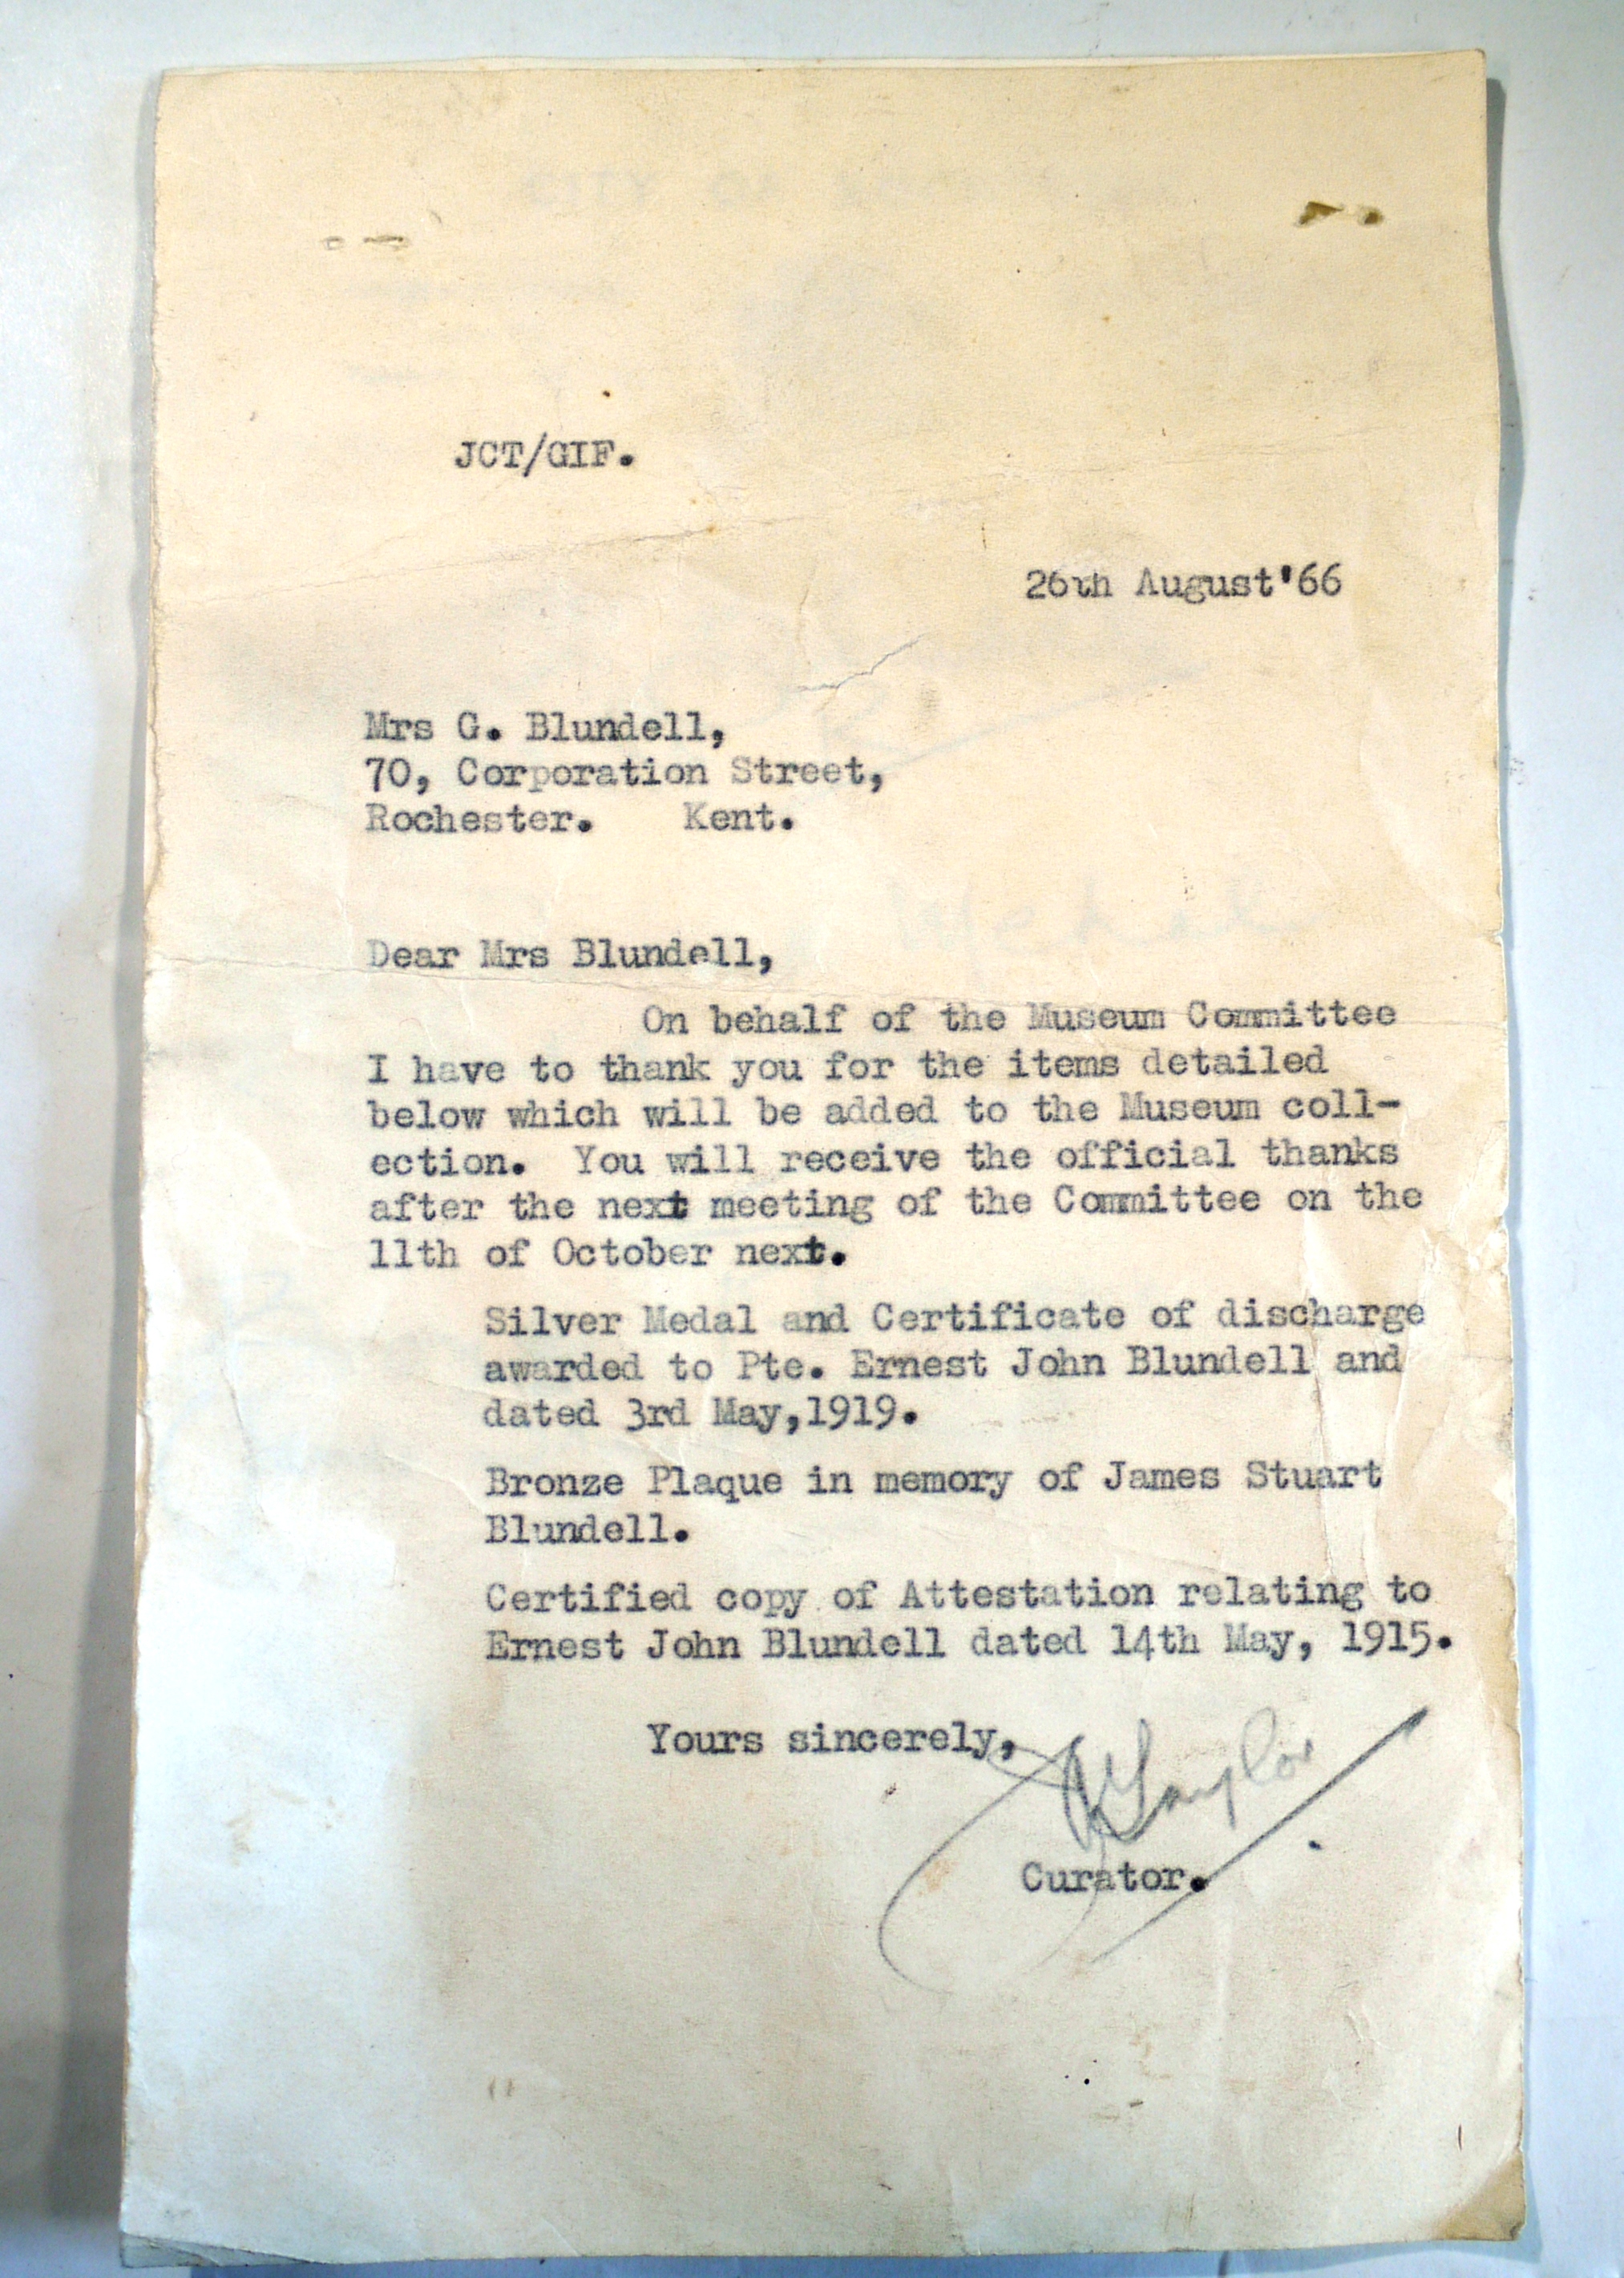 JCT/GIF.
26th August'66
Mrs G. Blundell,
70, Corporation Street,
Rochester. Kent.
Dear Mrs Blundell,
On behalf of the Museum Committee
I have to thank you for the items detailed
below which will be added to the Museum coll-
ection. You will receive the official thanks
after the next meeting of the Committee on the
11th of October next.
Silver Medal and Certificate of discharge
awarded to Pte. Ernest John Blundell and
dated 3rd May,1919.
Bronze Plaque in memory of James Stuart
Blundell.
Certified copy of Attestation relating to
Ernest John Blundell dated 14th May, 1915.
Yours sincerely,
Taylor
Curator.